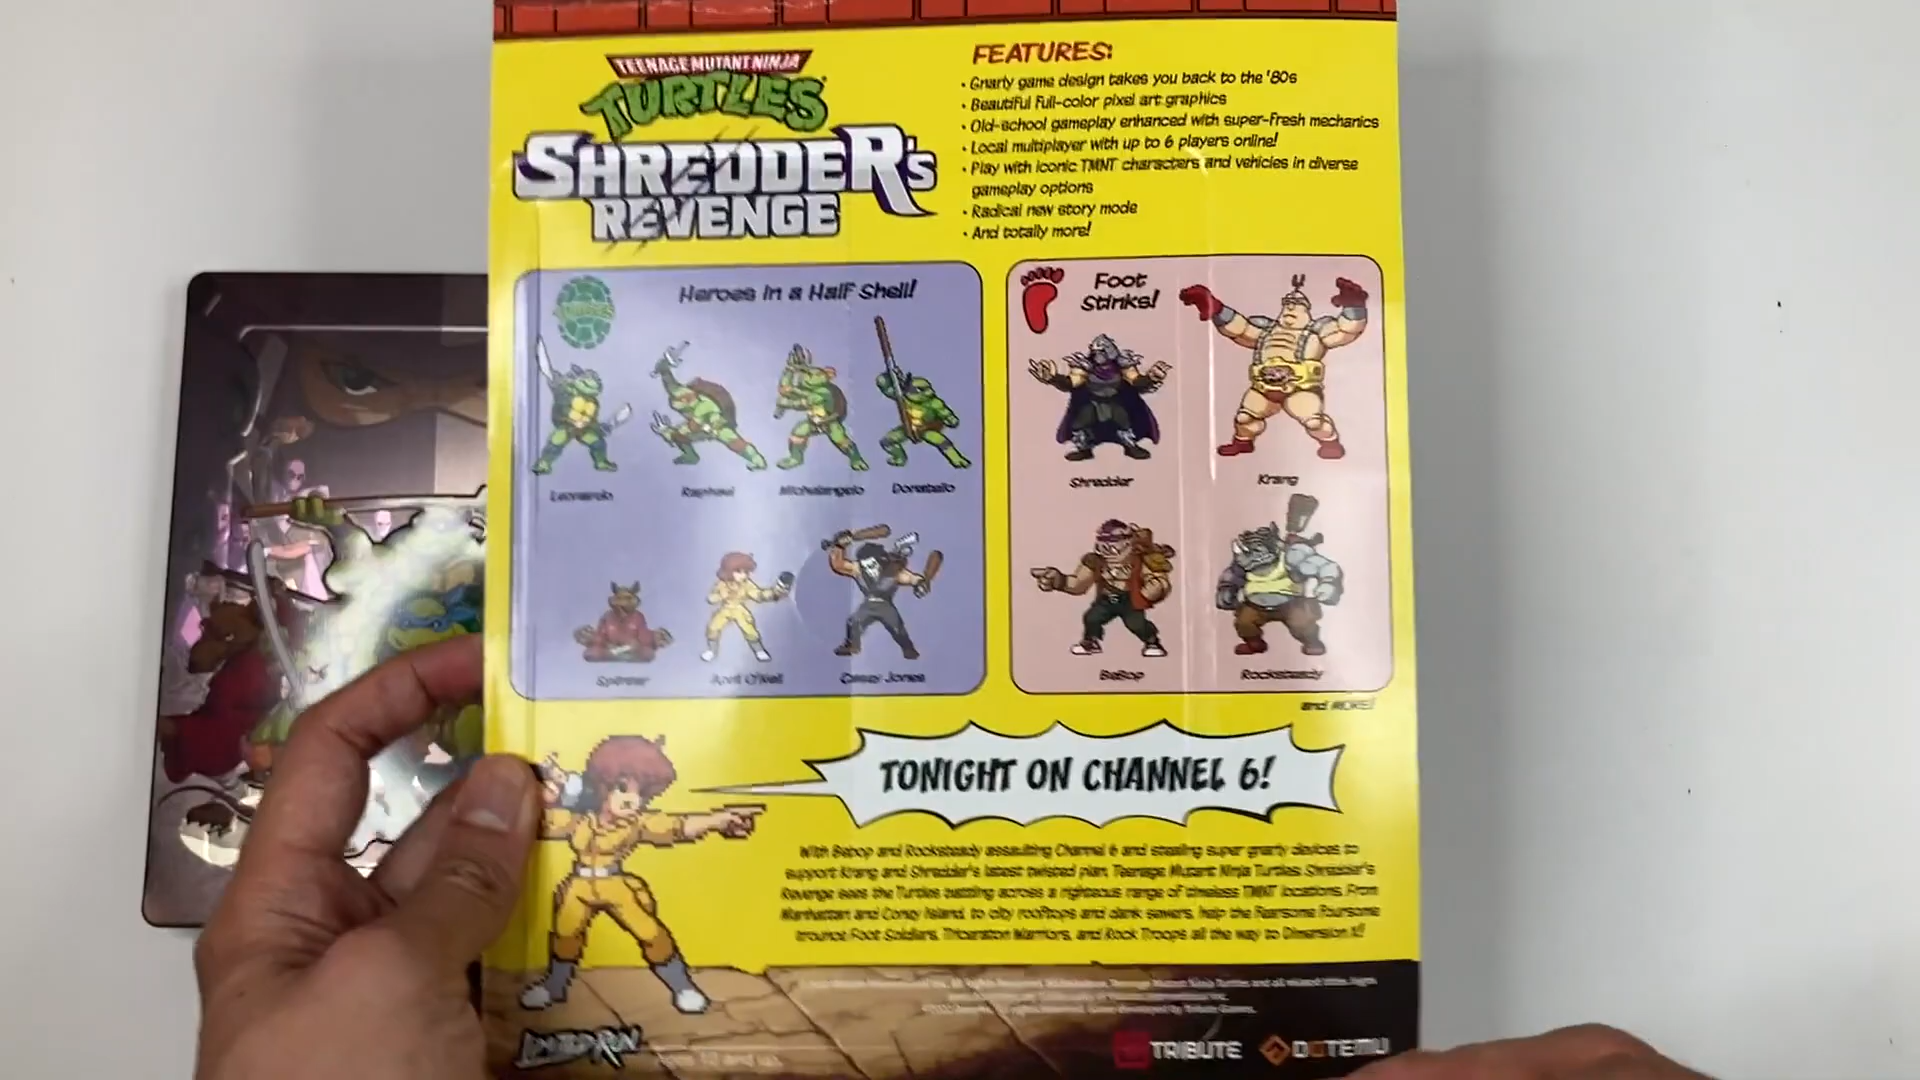 TEENAGE MUTANT NINJA
TURTLES
SHREDDER'S
REVENGE
FEATURES:
• Gnarly game design takes you back to the '80s
• Beautiful full-color pixel art graphics
• Old-school gameplay enhanced with super-fresh mechanics
• Local multiplayer with up to 6 players online!
• Play with iconic TMNT characters and vehicles in diverse
gameplay options
• Radical new story mode
• And totally more!
Heroes in a Half Shell!
Leonardo
Raphael
Michelangelo
Donatello
Splinter
April O'Neil
Casey Jones
Foot
Stinks!
Shredder
Krang
BeBop
Rocksteady
and MORE!
TONIGHT ON CHANNEL 6!
With Bebop and Rocksteady assaulting Channel 6 and stealing super gnarly devices to
support Krang and Shredder's latest twisted plan, Teenage Mutant Ninja Turtles: Shredder's
Revenge sees the Turtles battling across a righteous range of timeless TMNT locations. From
Manhattan and Coney Island, to city rooftops and dank sewers, help the Fearsome Foursome
trounce Foot Soldiers, Triceraton Warriors, and Rock Troops all the way to Dimension X!
LIMITED RUN
Ages 10 and up.
TRIBUTE
DOTEMU